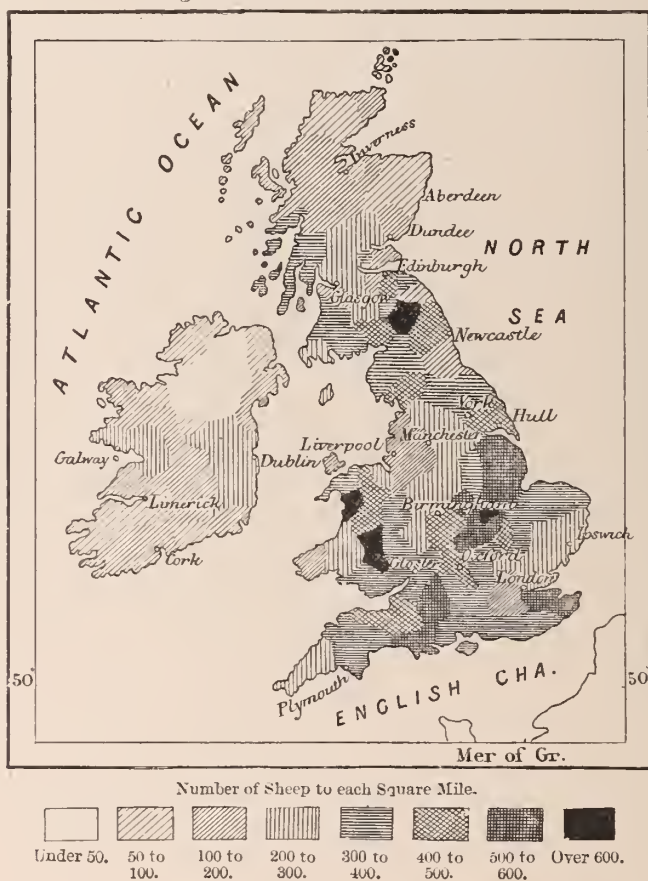 ATLANTIC OCEAN
Inverness
Aberdeen
Dundee
NORTH
Edinburgh
Glasgow
SEA
Newcastle
York
Hull
Liverpool
Manchester
Galway
Dublin
Limerick
Birmingham
Ipswich
Cork
Gloster
Oxford
London
50°
50°
Plymouth
ENGLISH CHA.
Mer of Gr.
Number of Sheep to each Square Mile.
Under 50. 50 to 100. 100 to 200. 200 to 300. 300 to 400. 400 to 500. 500 to 600. Over 600.